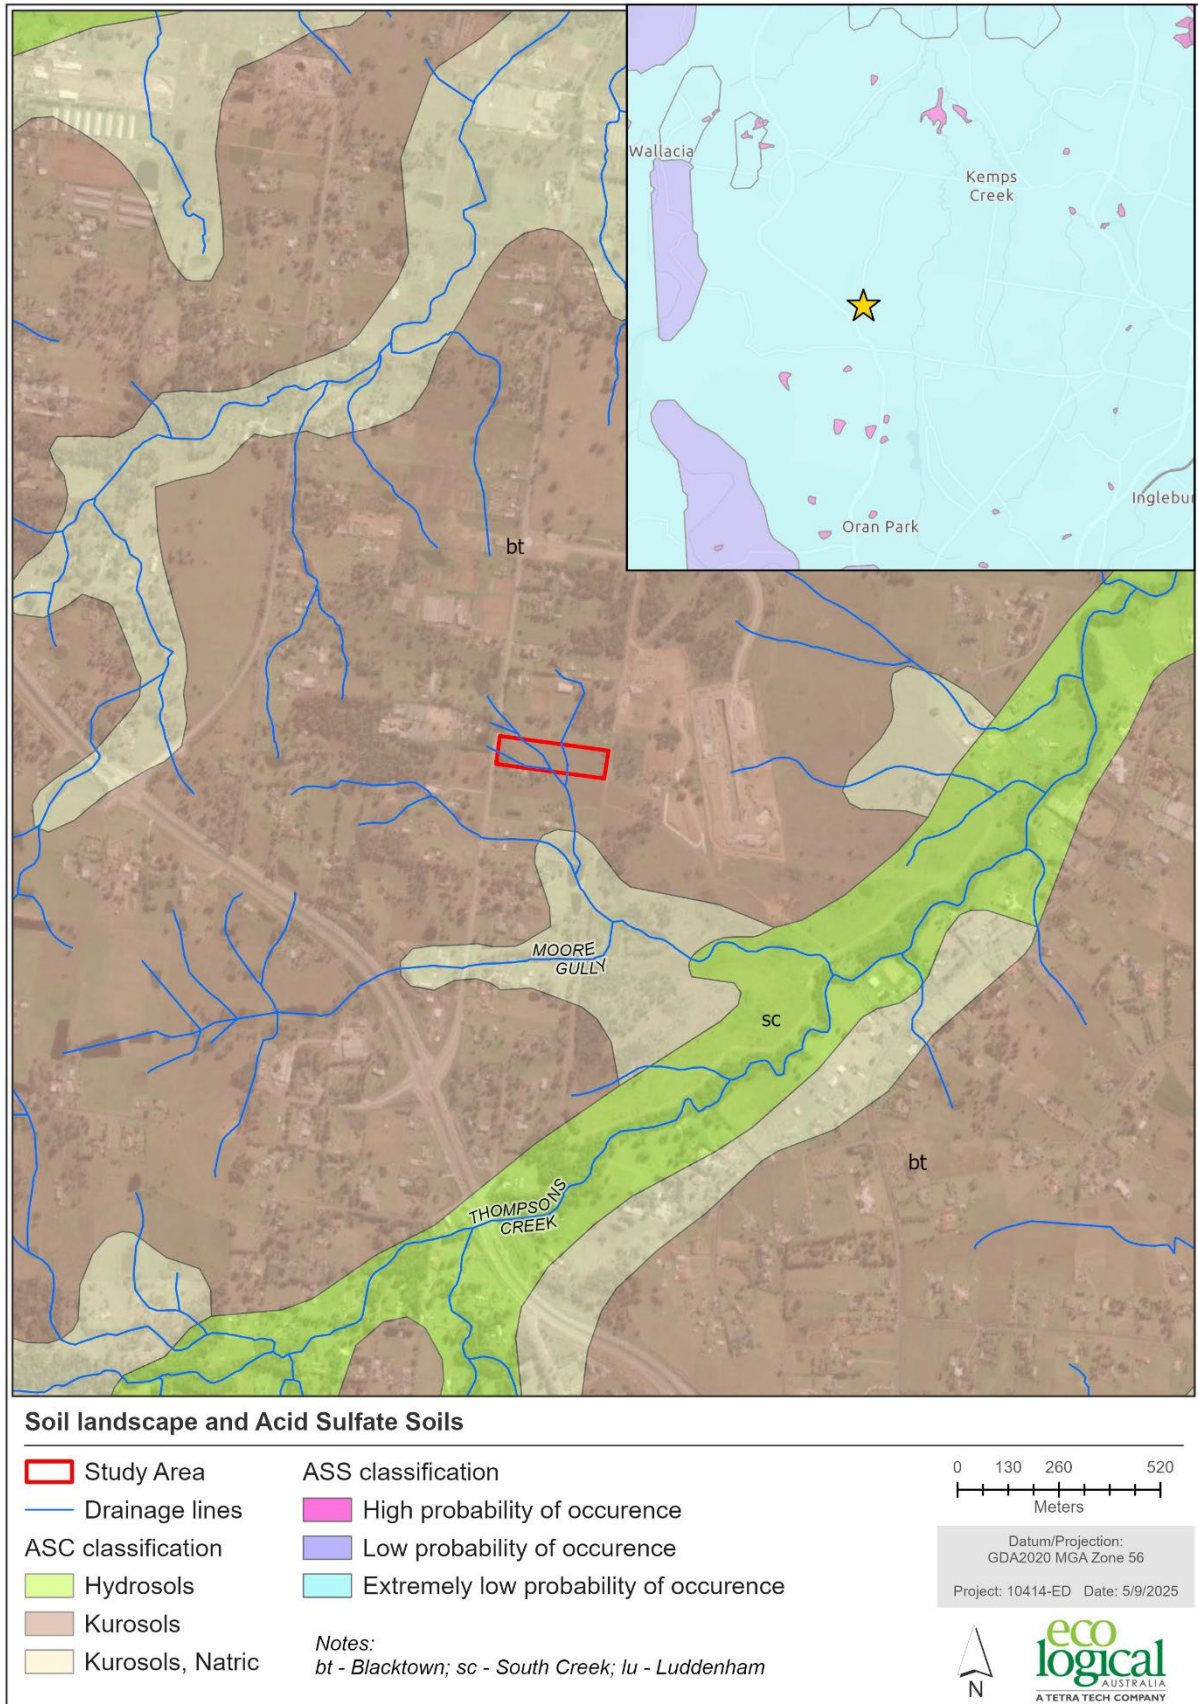 Wallacia
Kemps
Creek
Oran Park
Inglebur
bt
MOORE
GULLY
sc
bt
THOMPSONS
CREEK
Soil landscape and Acid Sulfate Soils
Study Area
Drainage lines
ASC classification
Hydrosols
Kurosols
Kurosols, Natric
ASS classification
High probability of occurence
Low probability of occurence
Extremely low probability of occurence
Notes:
bt - Blacktown; sc - South Creek; lu - Luddenham
0 130 260 520
Meters
Datum/Projection:
GDA2020 MGA Zone 56
Project: 10414-ED Date: 5/9/2025
N
eco
logical
AUSTRALIA
A TETRA TECH COMPANY